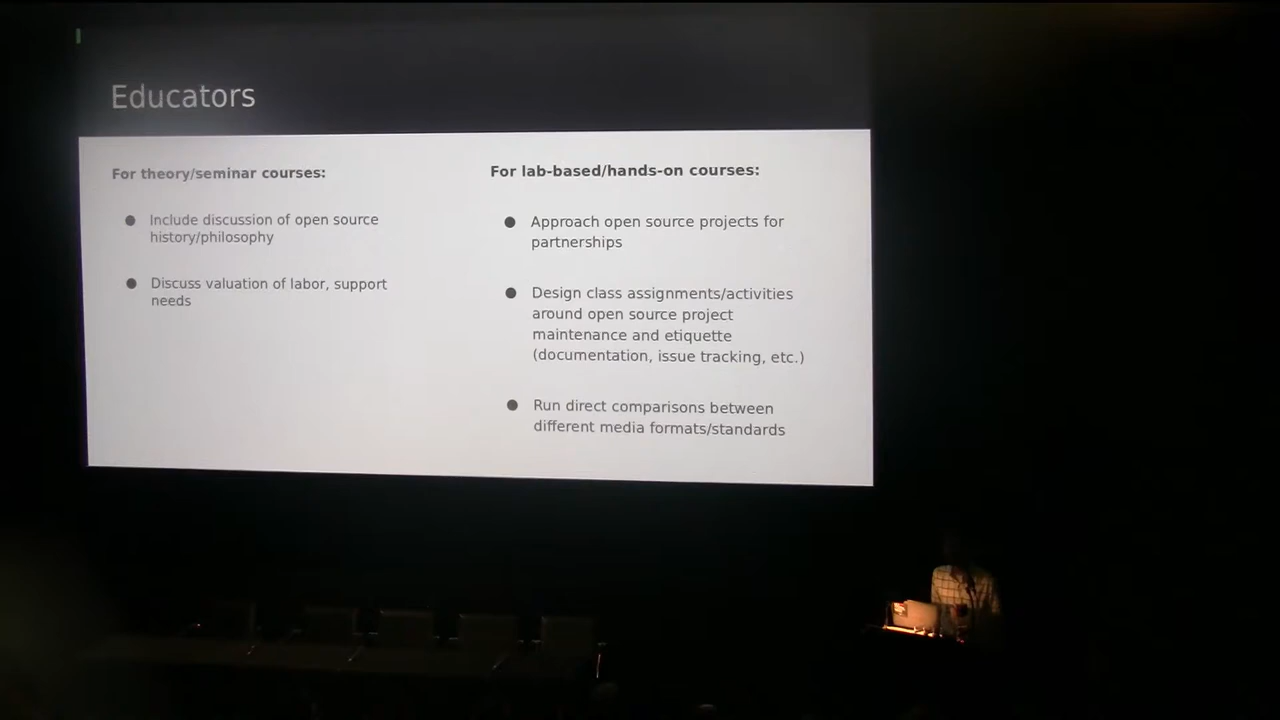 Educators
For theory/seminar courses:
● Include discussion of open source
history/philosophy
● Discuss valuation of labor, support
needs
For lab-based/hands-on courses:
● Approach open source projects for
partnerships
● Design class assignments/activities
around open source project
maintenance and etiquette
(documentation, issue tracking, etc.)
● Run direct comparisons between
different media formats/standards